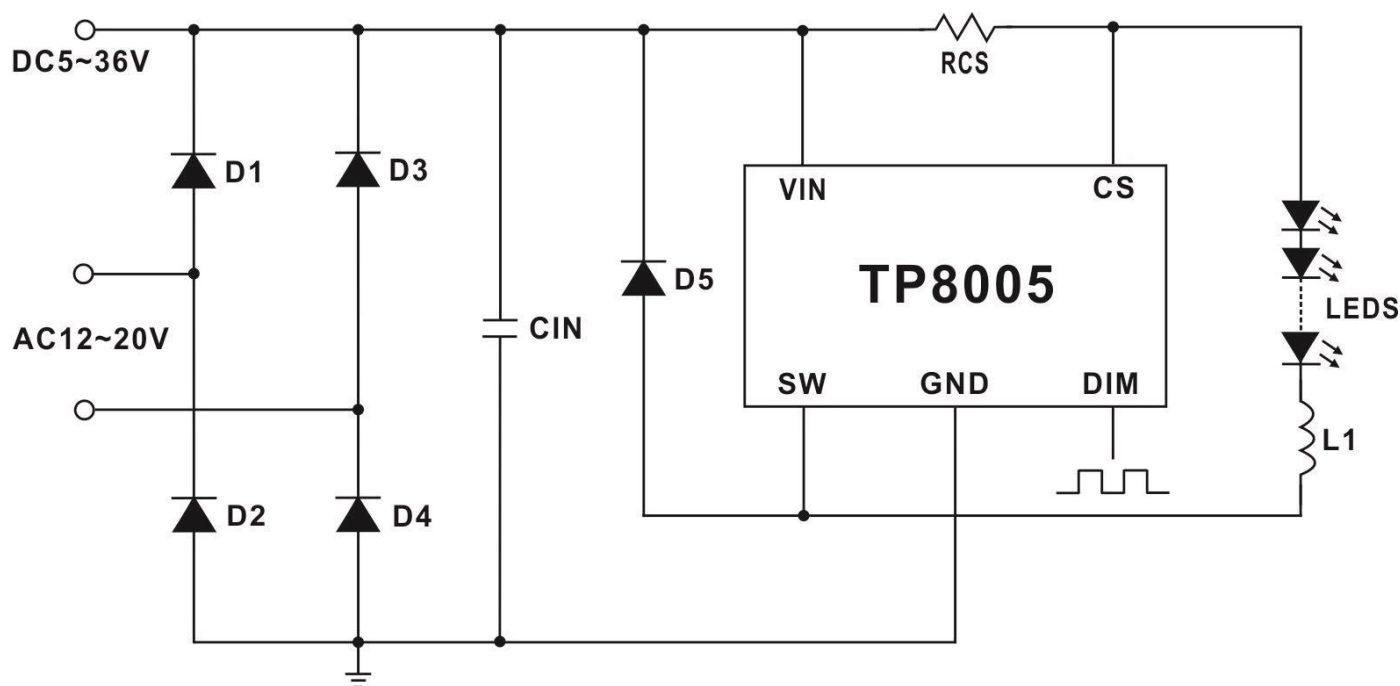 DC5~36V
RCS
D1
D3
VIN
CS
TP8005
D5
LEDS
AC12~20V
CIN
SW
GND
DIM
L1
D2
D4